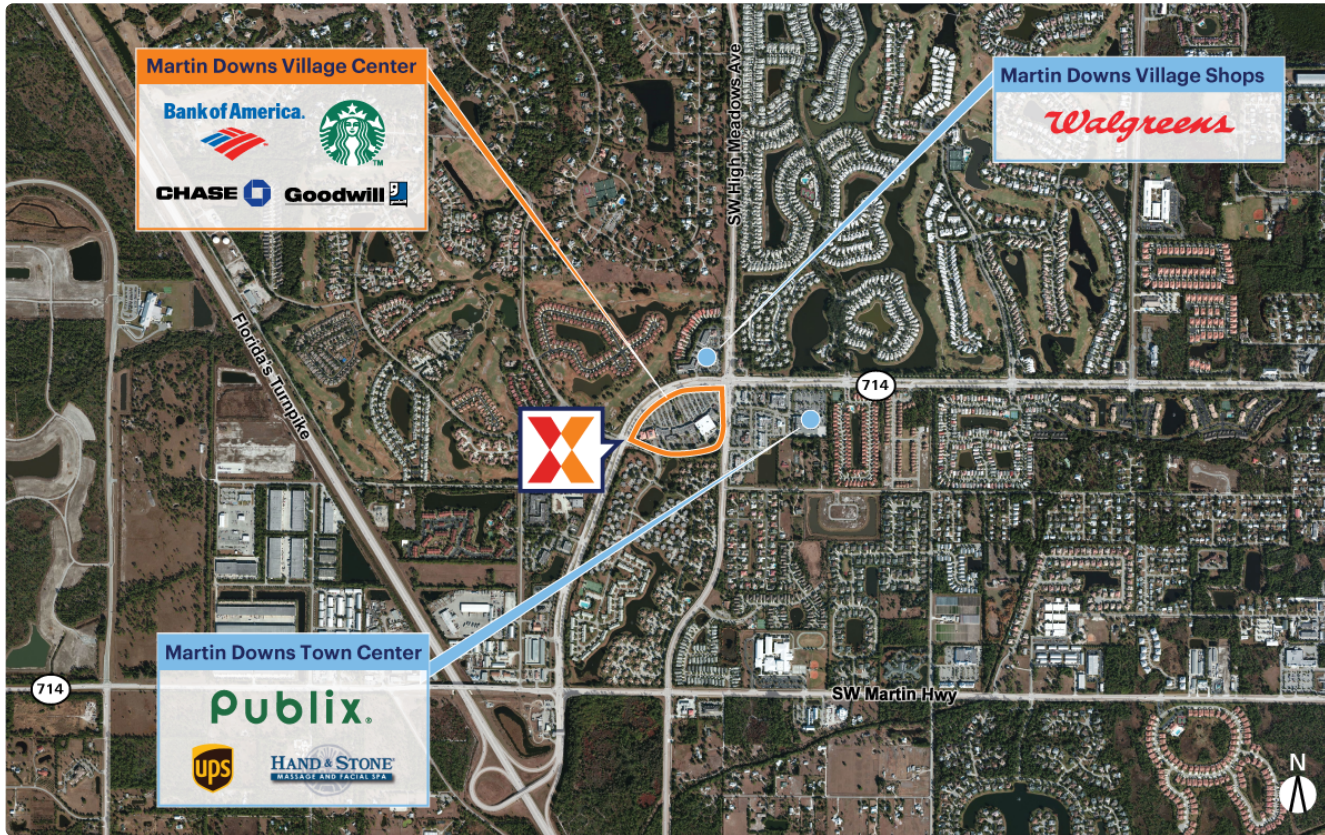 Martin Downs Village Center
Bank of America.
TM
CHASE
Goodwill
g
SW High Meadows Ave
Martin Downs Village Shops
Walgreens
Florida's Turnpike
714
Martin Downs Town Center
Publix.
ups
HAND & STONE
MASSAGE AND FACIAL SPA
714
SW Martin Hwy
N